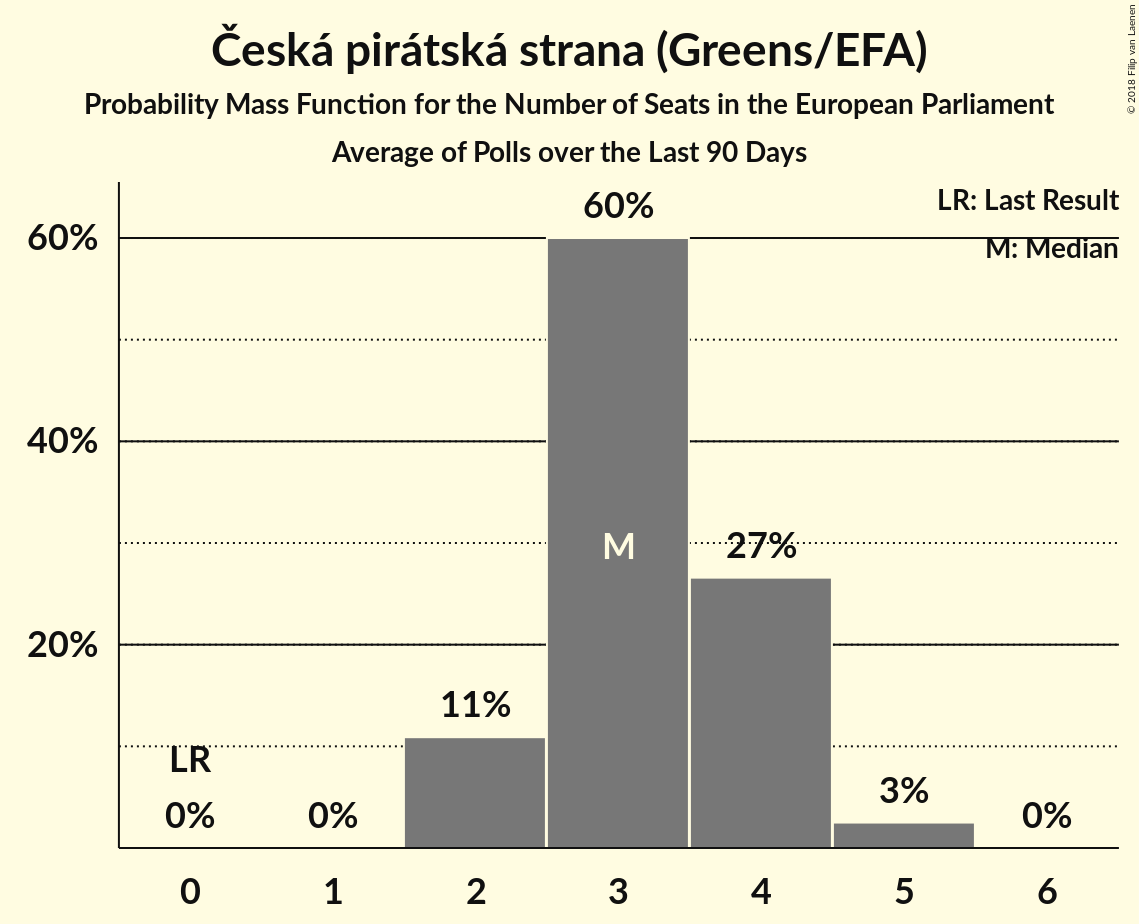 Česká pirátská strana (Greens/EFA)
Probability Mass Function for the Number of Seats in the European Parliament
Average of Polls over the Last 90 Days
© 2018 Filip van Laenen
LR: Last Result
M: Median
60%
60%
40%
M
27%
20%
11%
LR
3%
0%
0%
0%
0 1 2 3 4 5 6